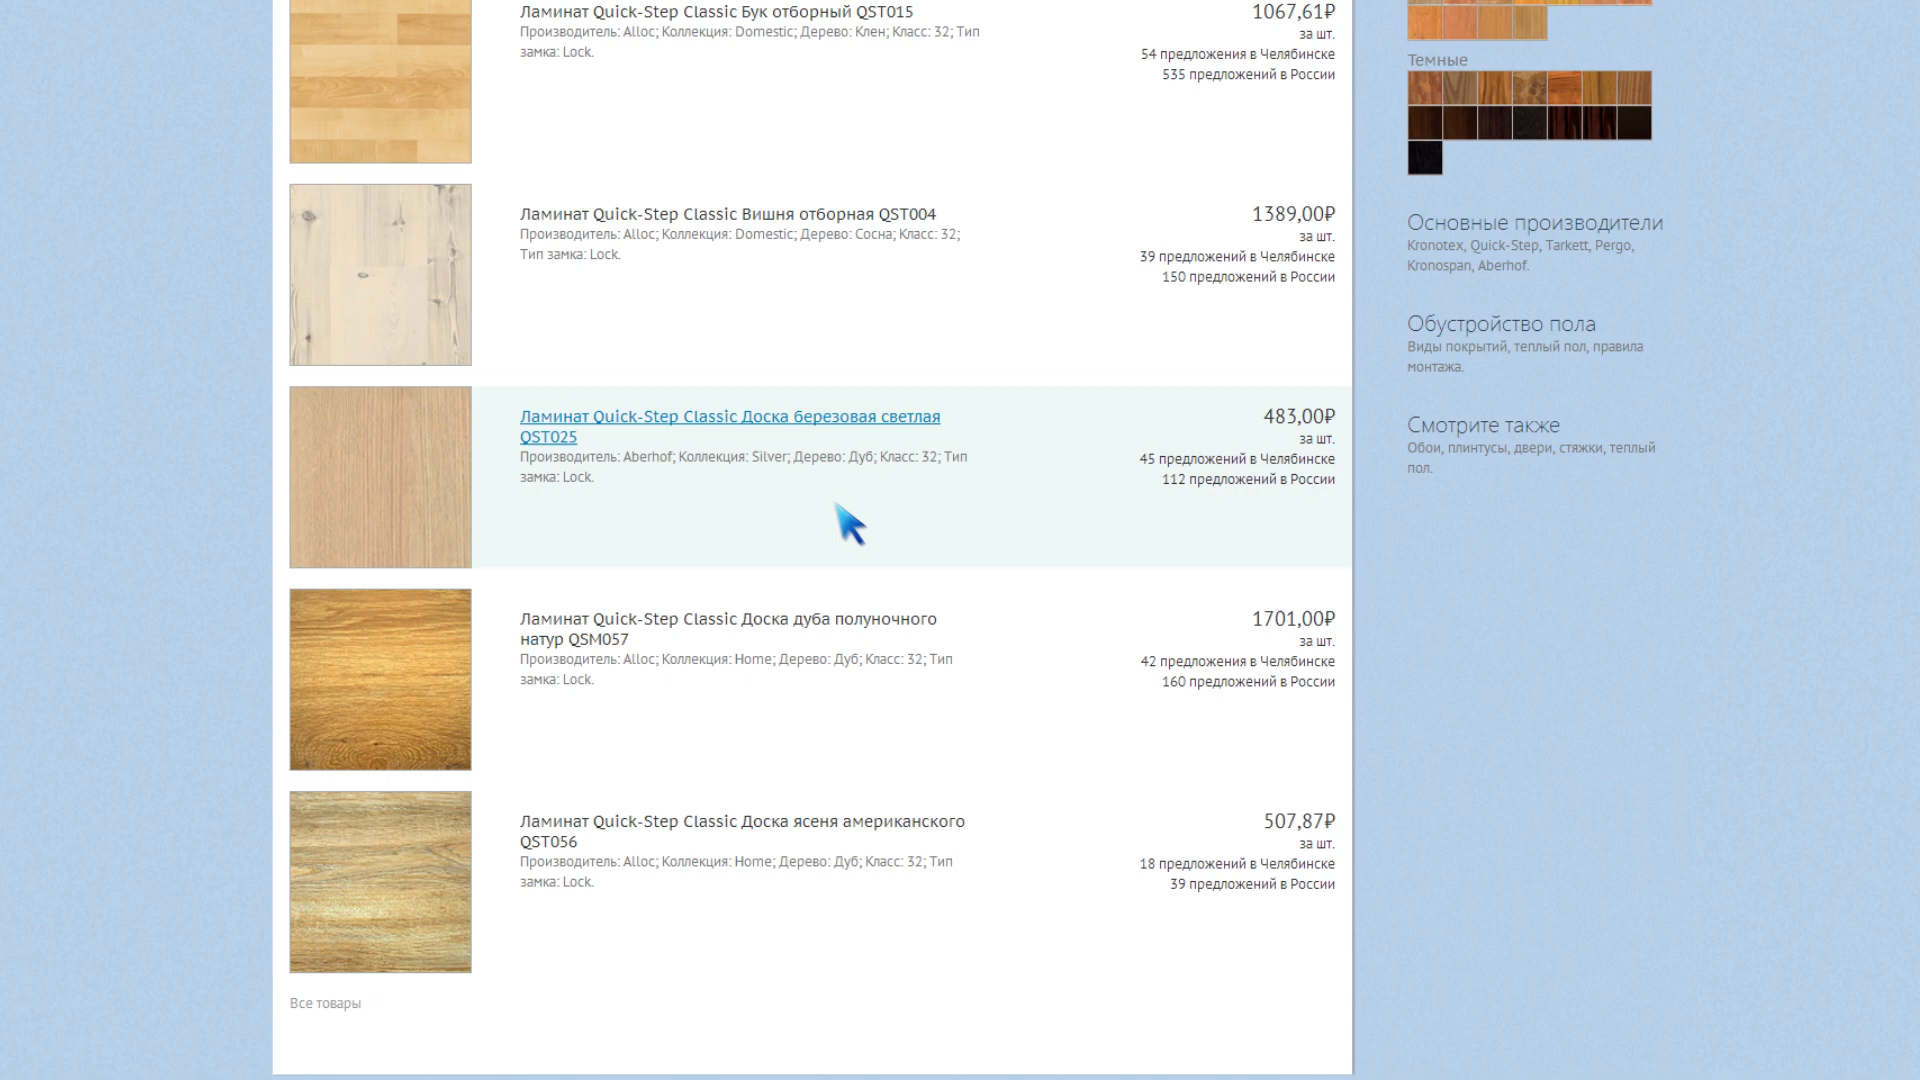 Ламинат Quick-Step Classic Бук отборный QST015
Производитель: Alloc; Коллекция: Domestic; Дерево: Клен; Класс: 32; Тип
замка: Lock.
1067,61₽
за шт.
54 предложения в Челябинске
535 предложений в России
Ламинат Quick-Step Classic Вишня отборная QST004
Производитель: Alloc; Коллекция: Domestic; Дерево: Сосна; Класс: 32;
Тип замка: Lock.
1389,00₽
за шт.
39 предложений в Челябинске
150 предложений в России
Ламинат Quick-Step Classic Доска березовая светлая
QST025
Производитель: Aberhof; Коллекция: Silver; Дерево: Дуб; Класс: 32; Тип
замка: Lock.
483,00₽
за шт.
45 предложений в Челябинске
112 предложений в России
Ламинат Quick-Step Classic Доска дуба полуночного
натур QSM057
Производитель: Alloc; Коллекция: Home; Дерево: Дуб; Класс: 32; Тип
замка: Lock.
1701,00₽
за шт.
42 предложения в Челябинске
160 предложений в России
Ламинат Quick-Step Classic Доска ясеня американского
QST056
Производитель: Alloc; Коллекция: Home; Дерево: Дуб; Класс: 32; Тип
замка: Lock.
507,87₽
за шт.
18 предложений в Челябинске
39 предложений в России
Все товары
Темные
Основные производители
Kronotex, Quick-Step, Tarkett, Pergo,
Kronospan, Aberhof.
Обустройство пола
Виды покрытий, теплый пол, правила
монтажа.
Смотрите также
Обои, плинтусы, двери, стяжки, теплый
пол.